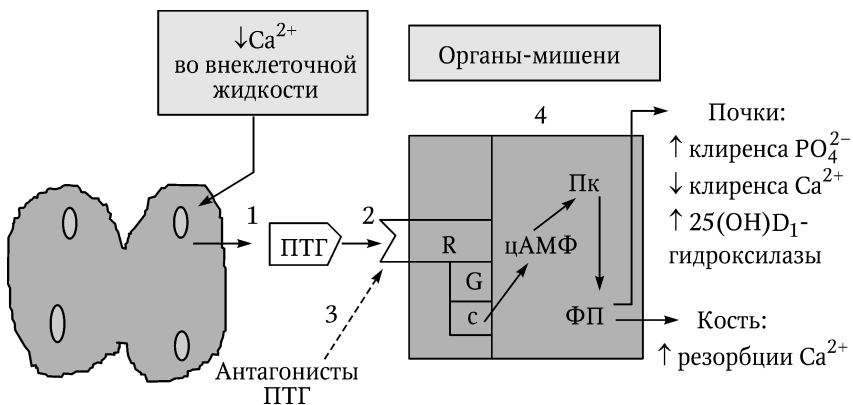 ↓Ca²⁺
во внеклеточной
жидкости
Органы-мишени
1
ПТГ
2
3
Антагонисты
ПТГ
4
R
G
c
цАМФ
Пк
ФП
Почки:
↑ клиренса PO₄²⁻
↓ клиренса Ca²⁺
↑ 25(OH)D₁-
гидроксилазы
Кость:
↑ резорбции Ca²⁺